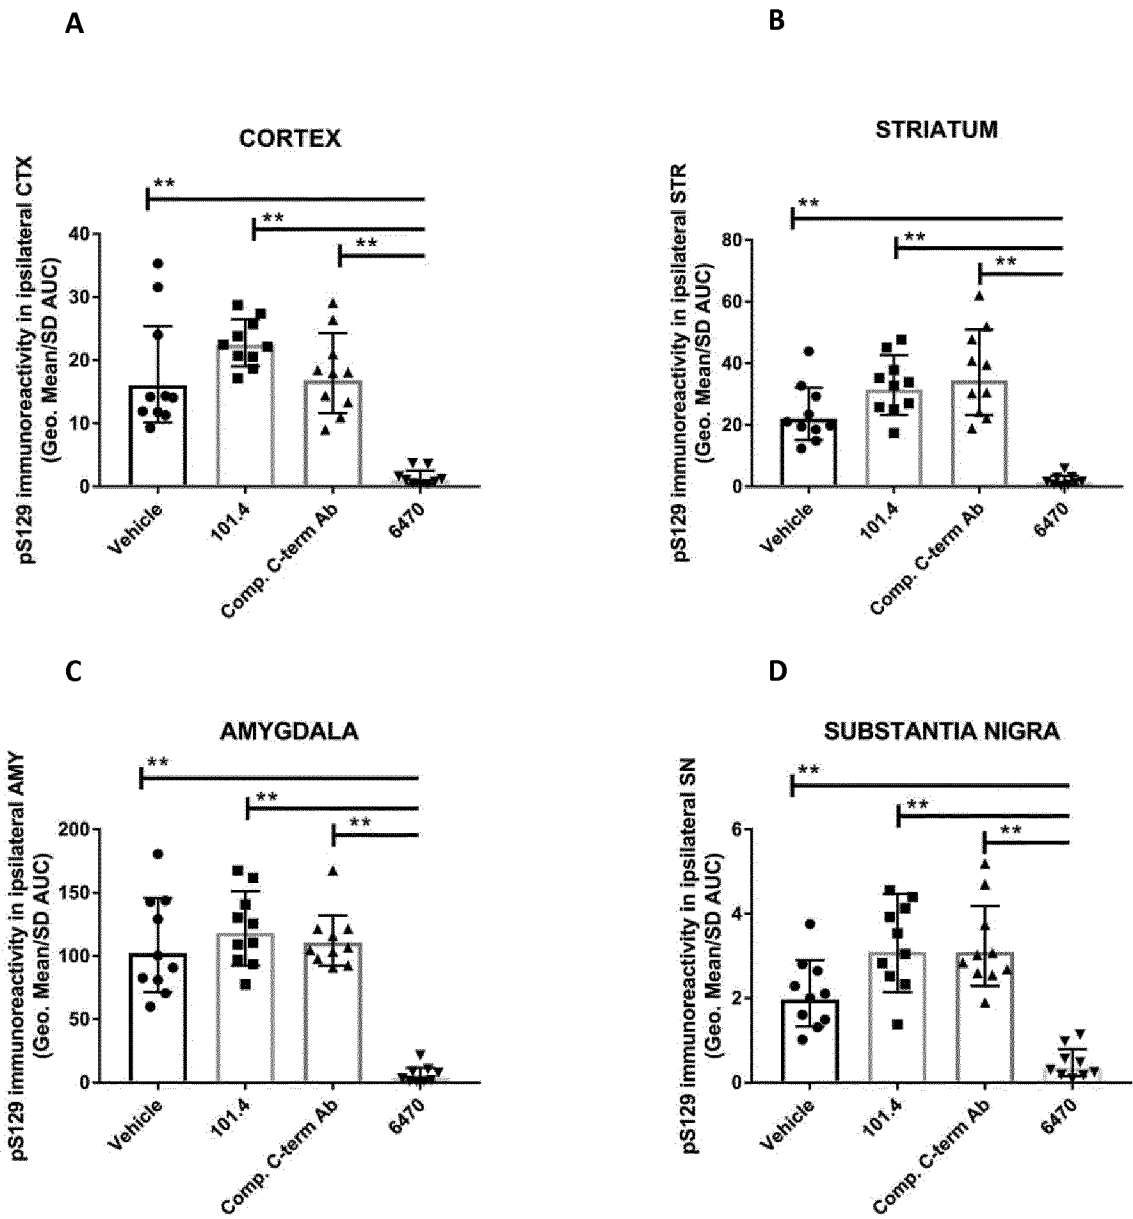 A
CORTEX
pS129 immunoreactivity in ipsilateral CTX
(Geo. Mean/SD AUC)
**
**
**
40
30
20
10
0
Vehicle
101.4
Comp. C-term Ab
6470
B
STRIATUM
pS129 immunoreactivity in ipsilateral STR
(Geo. Mean/SD AUC)
**
**
**
80
60
40
20
0
Vehicle
101.4
Comp. C-term Ab
6470
C
AMYGDALA
pS129 immunoreactivity in ipsilateral AMY
(Geo. Mean/SD AUC)
**
**
**
200
150
100
50
0
Vehicle
101.4
Comp. C-term Ab
6470
D
SUBSTANTIA NIGRA
pS129 immunoreactivity in ipsilateral SN
(Geo. Mean/SD AUC)
**
**
**
6
4
2
0
Vehicle
101.4
Comp. C-term Ab
6470